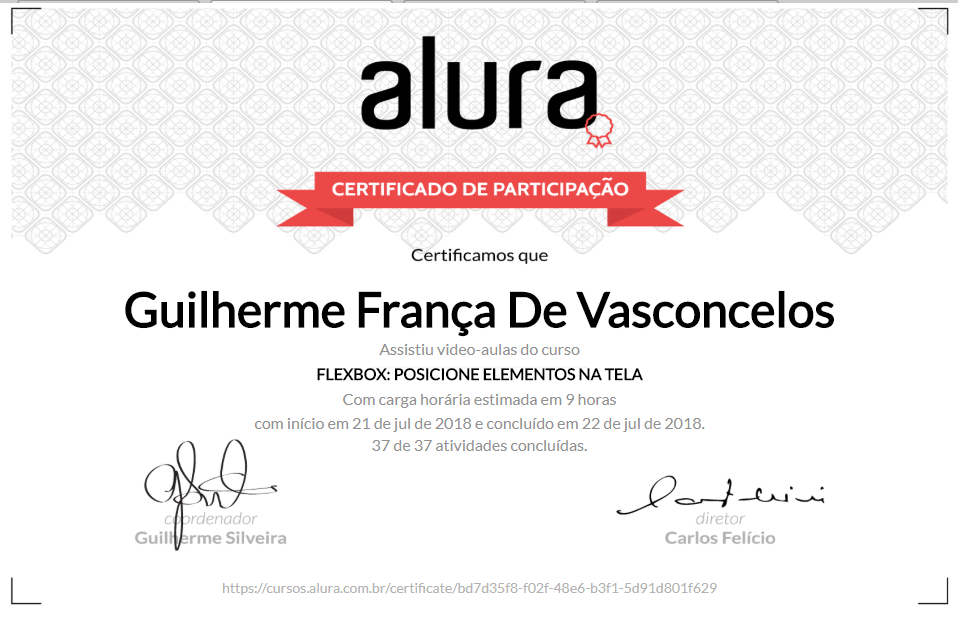 alura
CERTIFICADO DE PARTICIPAÇÃO
Certificamos que
Guilherme França De Vasconcelos
Assistiu video-aulas do curso
FLEXBOX: POSICIONE ELEMENTOS NA TELA
Com carga horária estimada em 9 horas
com início em 21 de jul de 2018 e concluído em 22 de jul de 2018.
37 de 37 atividades concluídas.
coordenador
Guilherme Silveira
diretor
Carlos Felício
https://cursos.alura.com.br/certificate/bd7d35f8-f02f-48e6-b3f1-5d91d801f629